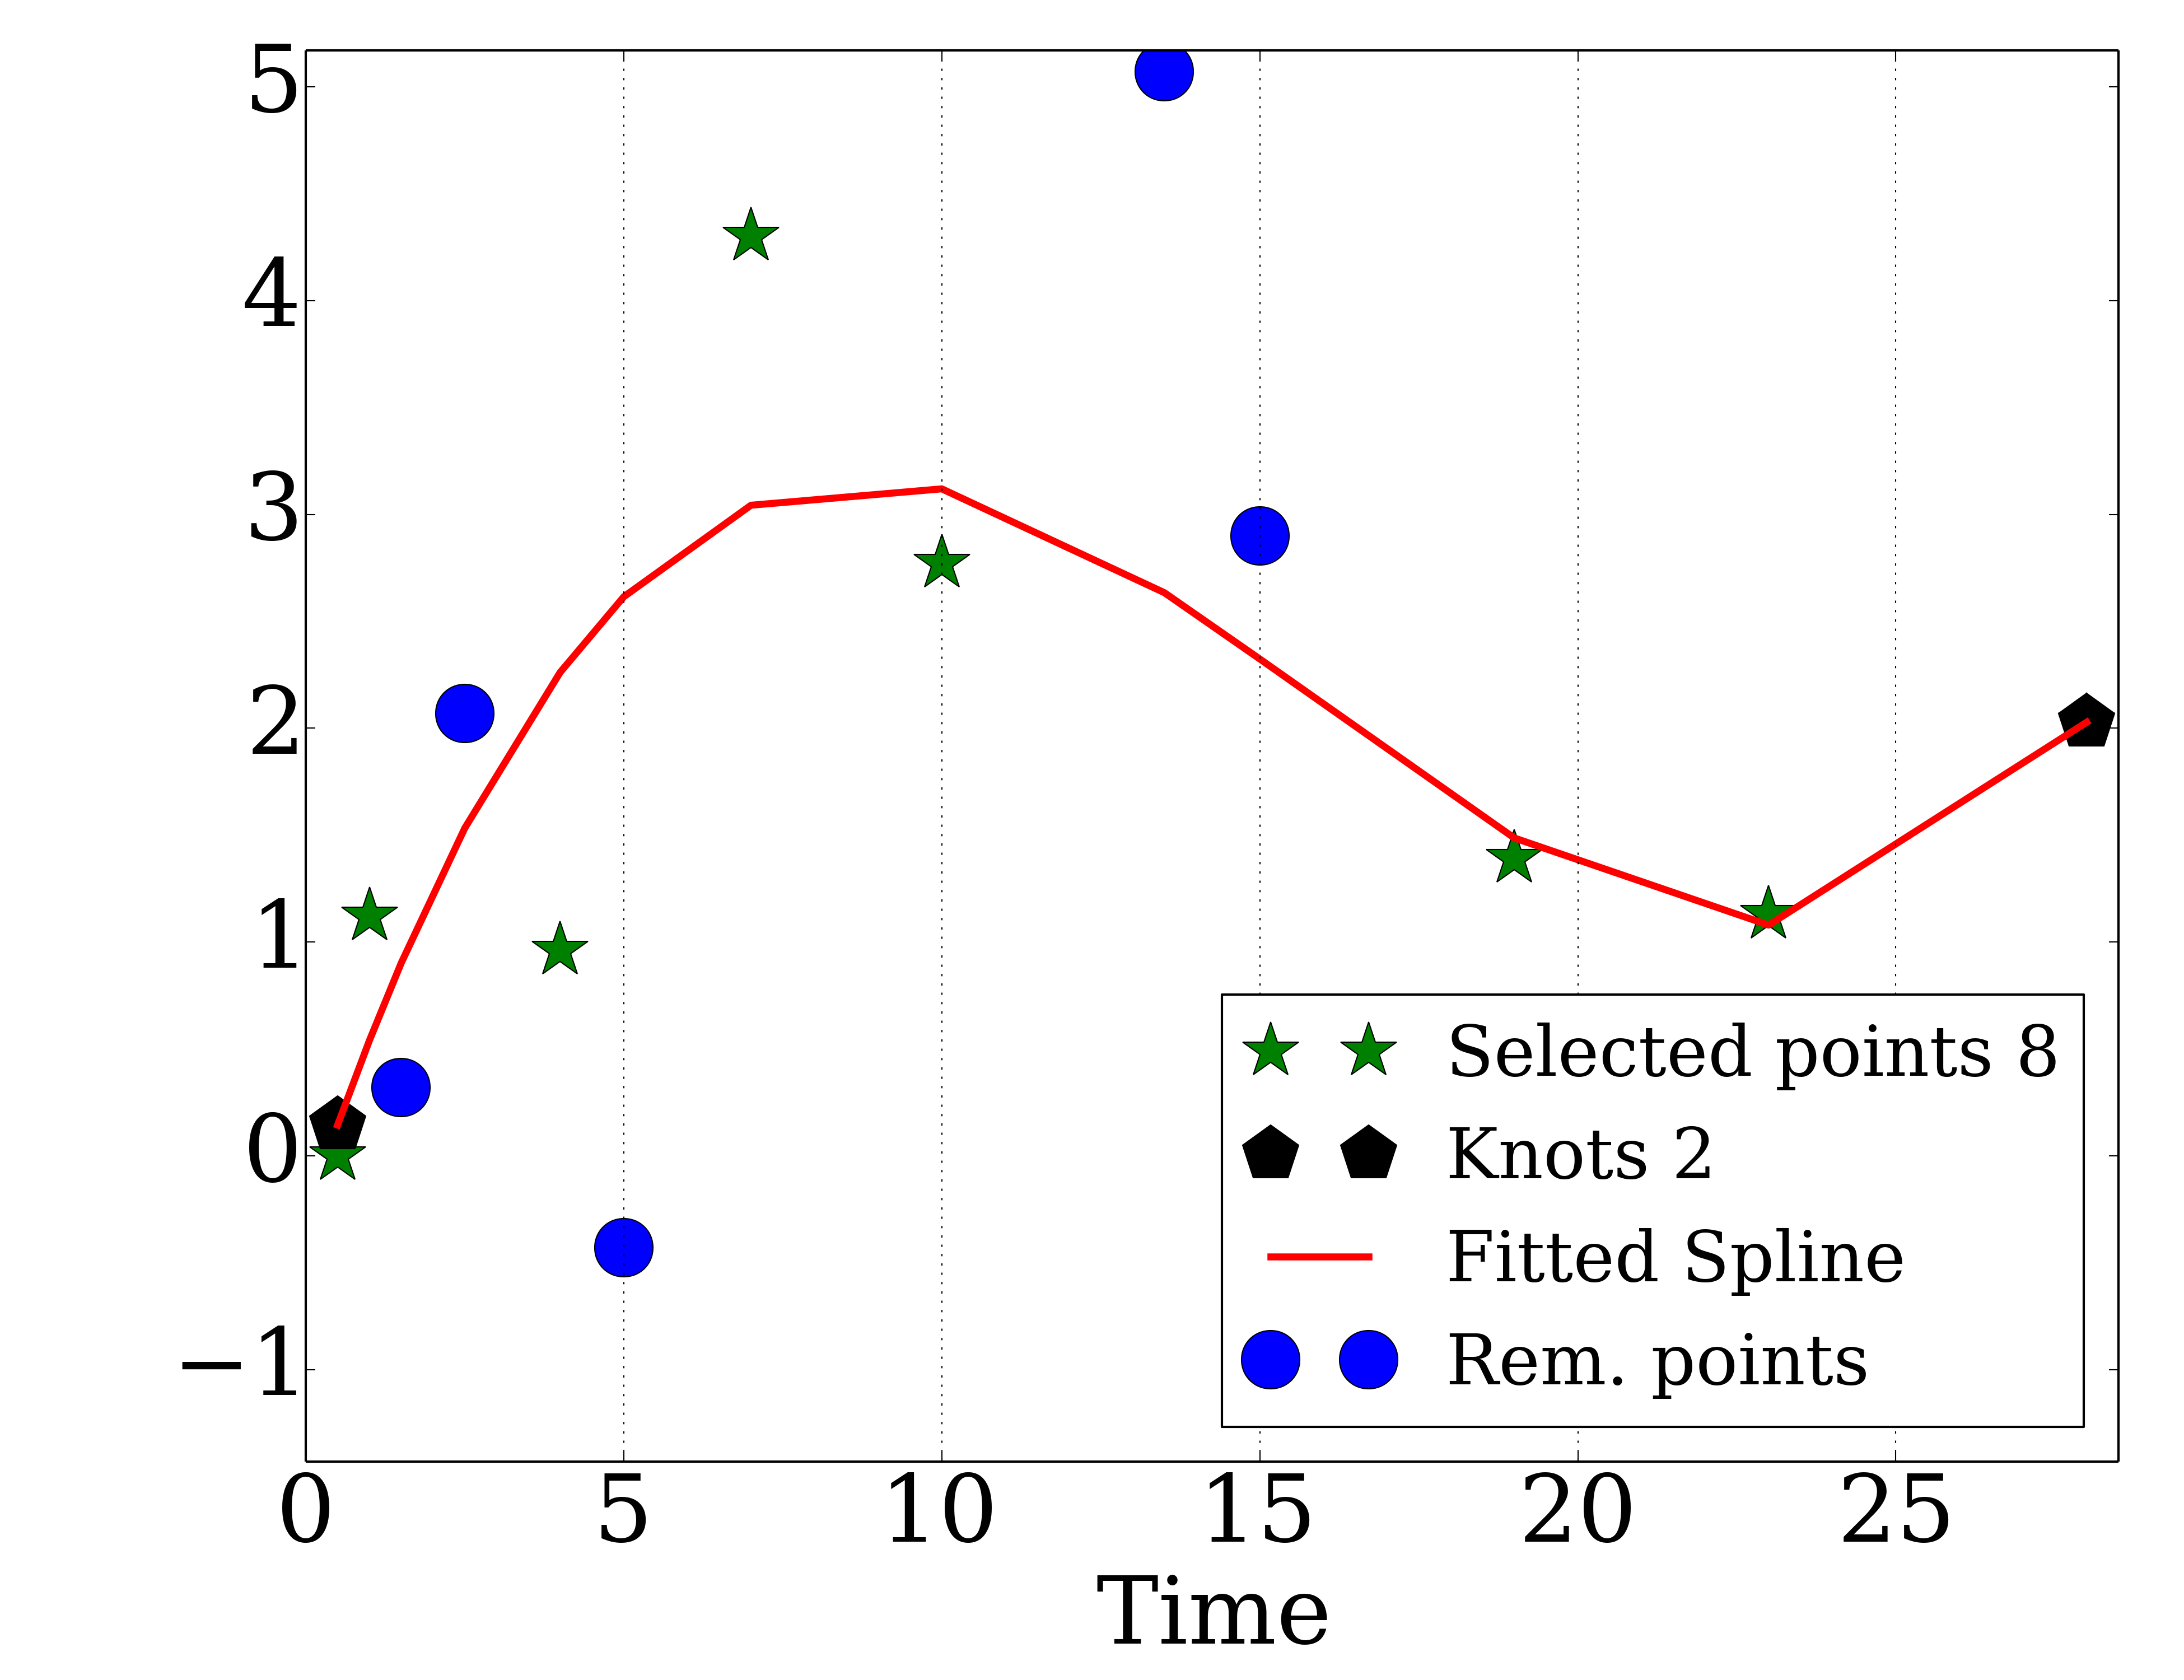 5
4
3
2
1
0
−1
0 5 10 15 20 25
Time
Selected points 8
Knots 2
Fitted Spline
Rem. points